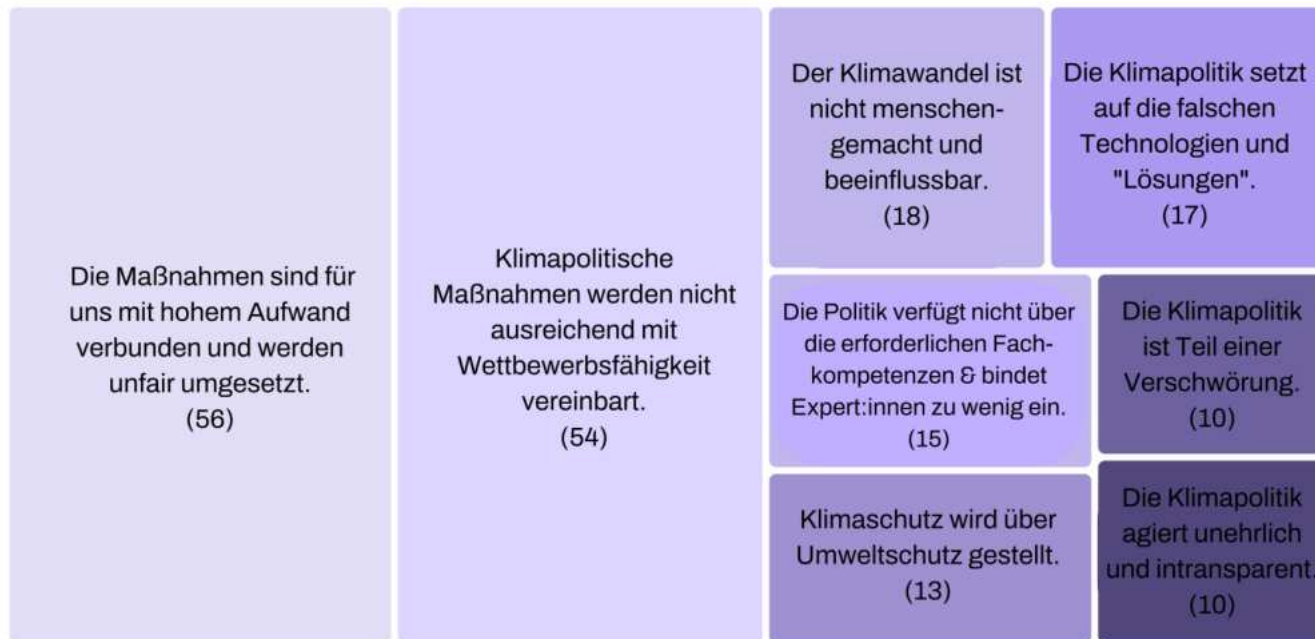 Die Maßnahmen sind für
uns mit hohem Aufwand
verbunden und werden
unfair umgesetzt.
(56)
Klimapolitische
Maßnahmen werden nicht
ausreichend mit
Wettbewerbsfähigkeit
vereinbart.
(54)
Der Klimawandel ist
nicht menschen-
gemacht und
beeinflussbar.
(18)
Die Klimapolitik setzt
auf die falschen
Technologien und
"Lösungen".
(17)
Die Politik verfügt nicht über
die erforderlichen Fach-
kompetenzen & bindet
Expert:innen zu wenig ein.
(15)
Die Klimapolitik
ist Teil einer
Verschwörung.
(10)
Klimaschutz wird über
Umweltschutz gestellt.
(13)
Die Klimapolitik
agiert unehrlich
und intransparent.
(10)